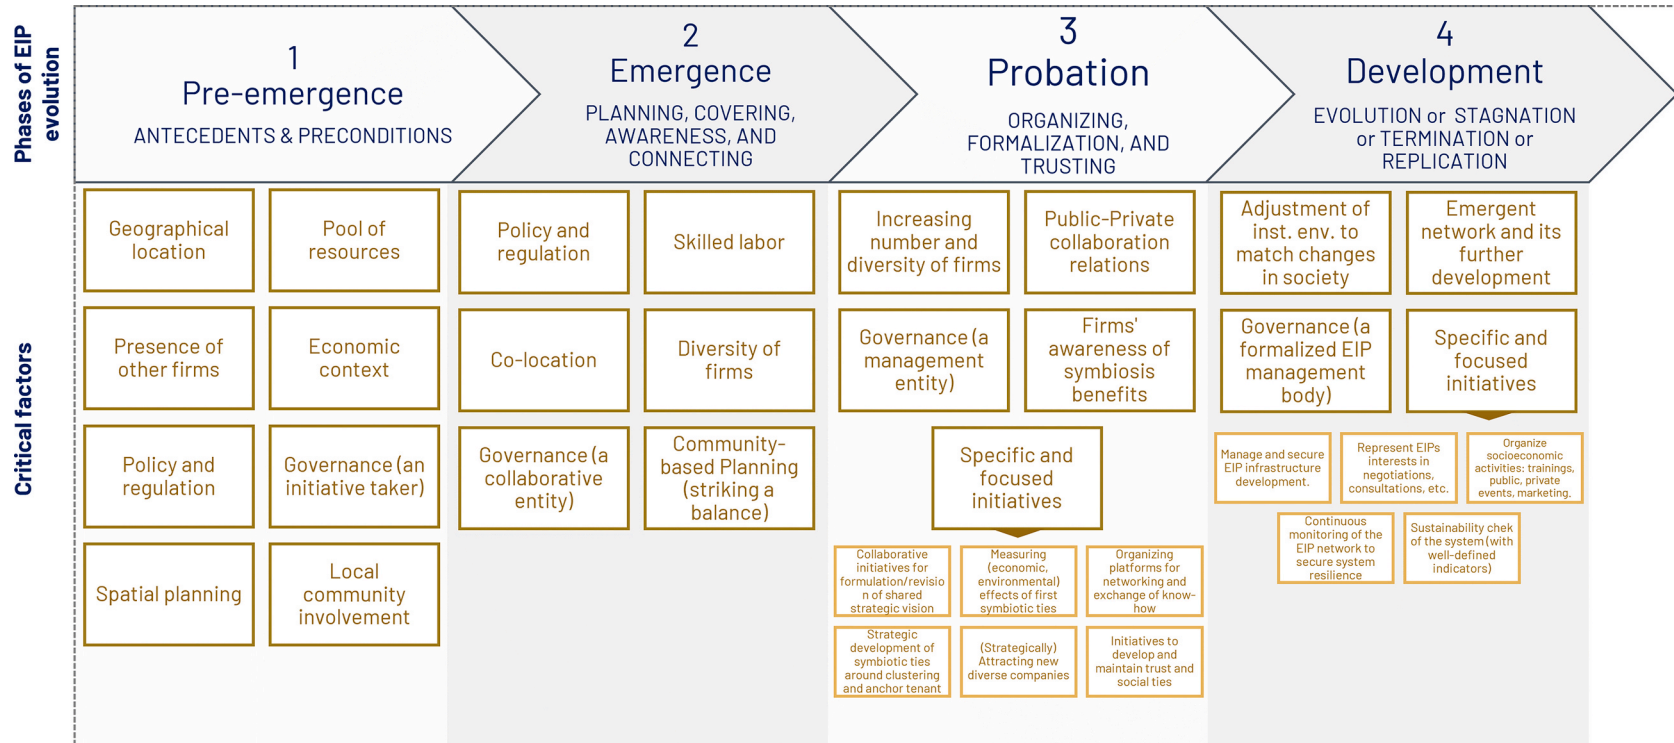 Phases of EIP
evolution
1
Pre-emergence
ANTECEDENTS & PRECONDITIONS
2
Emergence
PLANNING, COVERING,
AWARENESS, AND
CONNECTING
3
Probation
ORGANIZING,
FORMALIZATION, AND
TRUSTING
4
Development
EVOLUTION or STAGNATION
or TERMINATION or
REPLICATION
Critical factors
Geographical
location
Pool of
resources
Presence of
other firms
Economic
context
Policy and
regulation
Governance (an
initiative taker)
Spatial planning
Local
community
involvement
Policy and
regulation
Skilled labor
Co-location
Diversity of
firms
Governance (a
collaborative
entity)
Community-
based Planning
(striking a
balance)
Increasing
number and
diversity of firms
Public-Private
collaboration
relations
Governance (a
management
entity)
Firms'
awareness of
symbiosis
benefits
Specific and
focused
initiatives
Collaborative
initiatives for
formulation/revisio
n of shared
strategic vision
Measuring
(economic,
environmental)
effects of first
symbiotic ties
Organizing
platforms for
networking and
exchange of know-
how
Strategic
development of
symbiotic ties
around clustering
and anchor tenant
(Strategically)
Attracting new
diverse companies
Initiatives to
develop and
maintain trust and
social ties
Adjustment of
inst. env. to
match changes
in society
Emergent
network and its
further
development
Governance (a
formalized EIP
management
body)
Specific and
focused
initiatives
Manage and secure
EIP infrastructure
development.
Represent EIPs
interests in
negotiations,
consultations, etc.
Organize
socioeconomic
activities: trainings,
public, private
events, marketing.
Continuous
monitoring of the
EIP network to
secure system
resilience
Sustainability chek
of the system (with
well-defined
indicators)